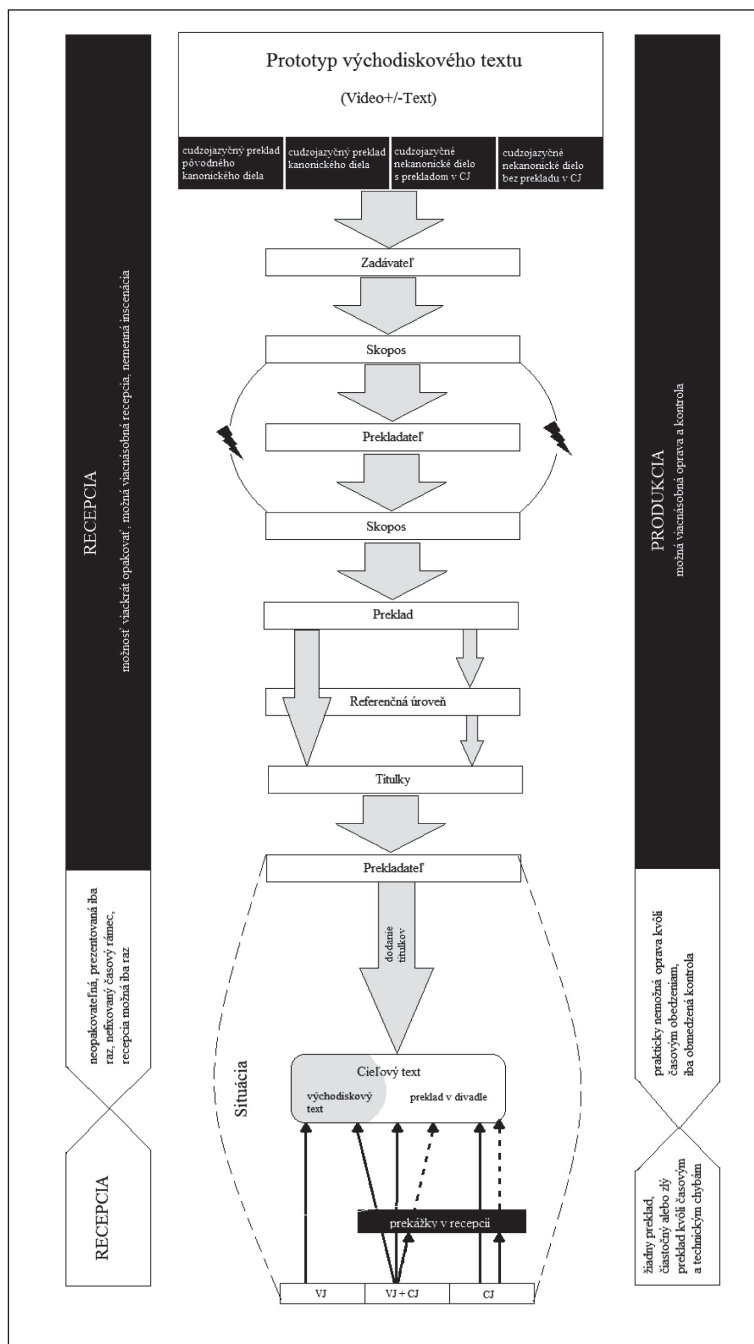 Prototyp východiskového textu
(Video+/-Text)
cudzojazyčný preklad
pôvodného
kanonického diela
cudzojazyčný preklad
kanonického diela
cudzojazyčné
nekanonické dielo
s prekladom v CJ
cudzojazyčné
nekanonické dielo
bez prekladu v CJ
RECEPCIA
možnosť viackrát opakovať, možná viacnásobná recepcia, nemenná inscenácia
PRODUKCIA
možná viacnásobná oprava a kontrola
Zadávateľ
Skopos
Prekladateľ
Skopos
Preklad
Referenčná úroveň
Titulky
Prekladateľ
dodanie
titulkov
neopakovateľná, prezentovaná iba
raz, nefixovaný časový rámec,
recepcia možná iba raz
prakticky nemožná oprava kvôli
časovým obedzeniam,
iba obmedzená kontrola
Situácia
Cieľový text
východiskový
text
preklad v divadle
prekážky v recepcii
RECEPCIA
žiadny preklad,
čiastočný alebo zlý
preklad kvôli časovým
a technickým chybám
VJ
VJ + CJ
CJ